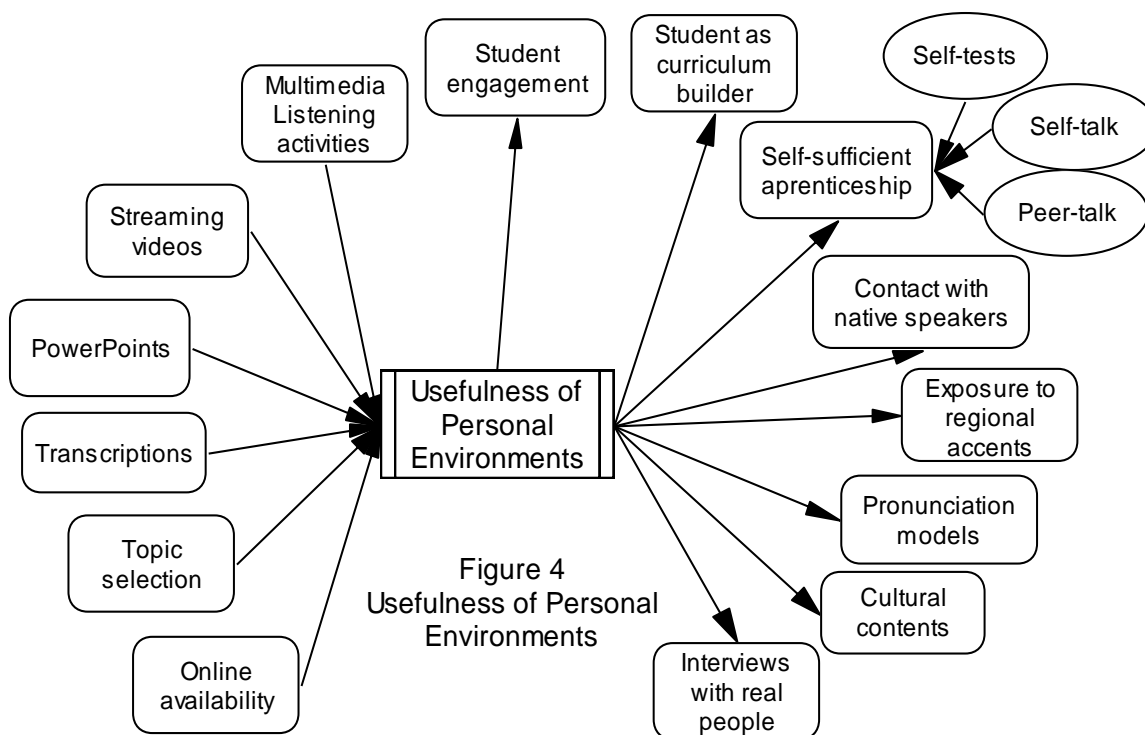 Student
engagement
Student as
curriculum
builder
Self-tests
Self-talk
Peer-talk
Multimedia
Listening
activities
Self-sufficient
aprenticeship
Streaming
videos
Contact with
native speakers
PowerPoints
Usefulness of
Personal
Environments
Exposure to
regional
accents
Transcriptions
Pronunciation
models
Topic
selection
Figure 4
Usefulness of Personal
Environments
Cultural
contents
Online
availability
Interviews
with real
people